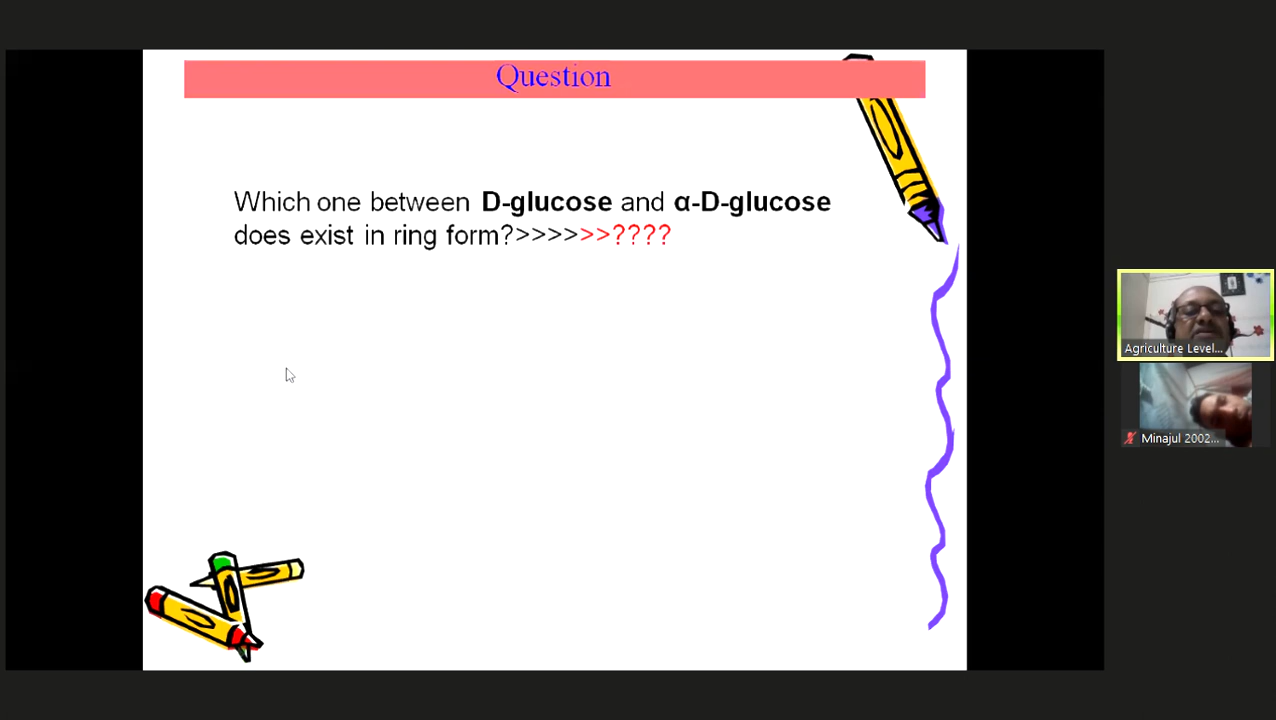 Question
Which one between D-glucose and α-D-glucose
does exist in ring form?>>>>>>????
Agriculture Level...
Minajul 2002...